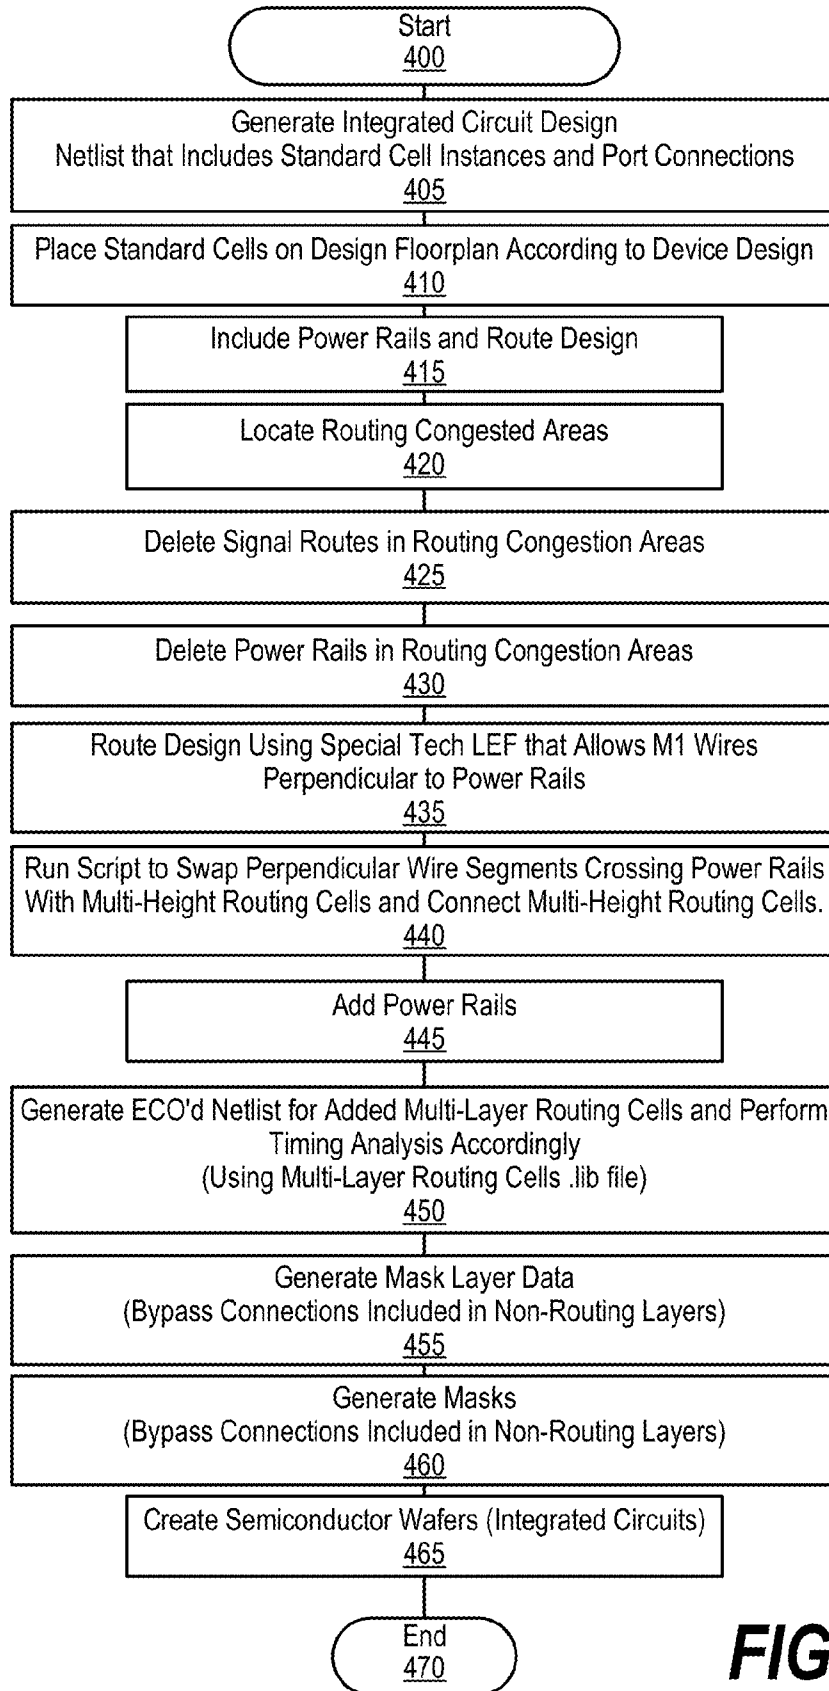 Start
400
Generate Integrated Circuit Design
Netlist that Includes Standard Cell Instances and Port Connections
405
Place Standard Cells on Design Floorplan According to Device Design
410
Include Power Rails and Route Design
415
Locate Routing Congested Areas
420
Delete Signal Routes in Routing Congestion Areas
425
Delete Power Rails in Routing Congestion Areas
430
Route Design Using Special Tech LEF that Allows M1 Wires
Perpendicular to Power Rails
435
Run Script to Swap Perpendicular Wire Segments Crossing Power Rails
With Multi-Height Routing Cells and Connect Multi-Height Routing Cells.
440
Add Power Rails
445
Generate ECO'd Netlist for Added Multi-Layer Routing Cells and Perform
Timing Analysis Accordingly
(Using Multi-Layer Routing Cells .lib file)
450
Generate Mask Layer Data
(Bypass Connections Included in Non-Routing Layers)
455
Generate Masks
(Bypass Connections Included in Non-Routing Layers)
460
Create Semiconductor Wafers (Integrated Circuits)
465
End
470
FIG